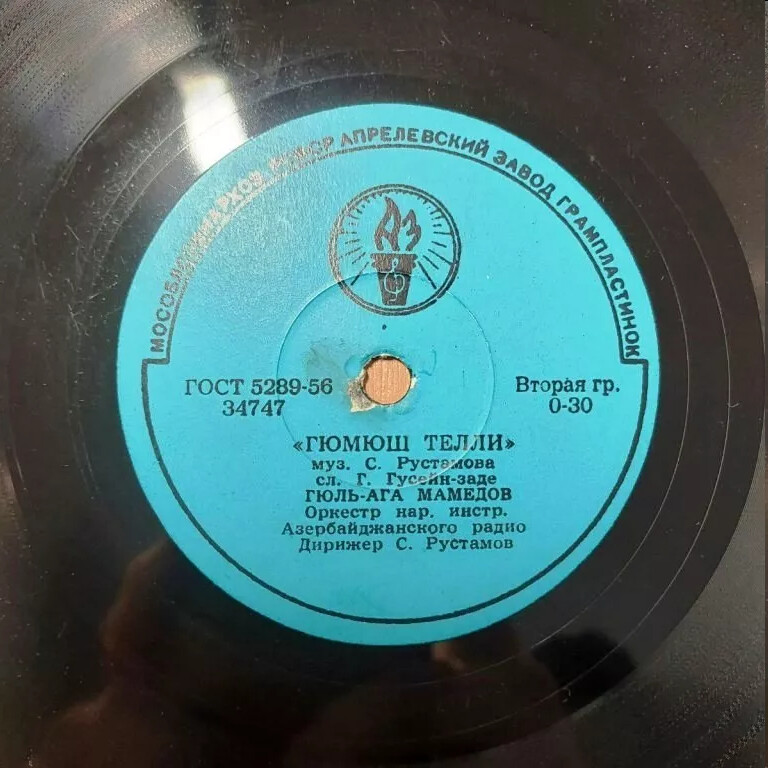 МОСОБЛСОВНАРХОЗ РСФСР АПРЕЛЕВСКИЙ ЗАВОД ГРАМПЛАСТИНОК
ГОСТ 5289-56
34747
Вторая гр.
0-30
«ГЮМЮШ ТЕЛЛИ»
муз. С. Рустамова
сл. Г. Гусейн-заде
ГЮЛЬ-АГА МАМЕДОВ
Оркестр нар. инстр.
Азербайджанского радио
Дирижер С. Рустамов